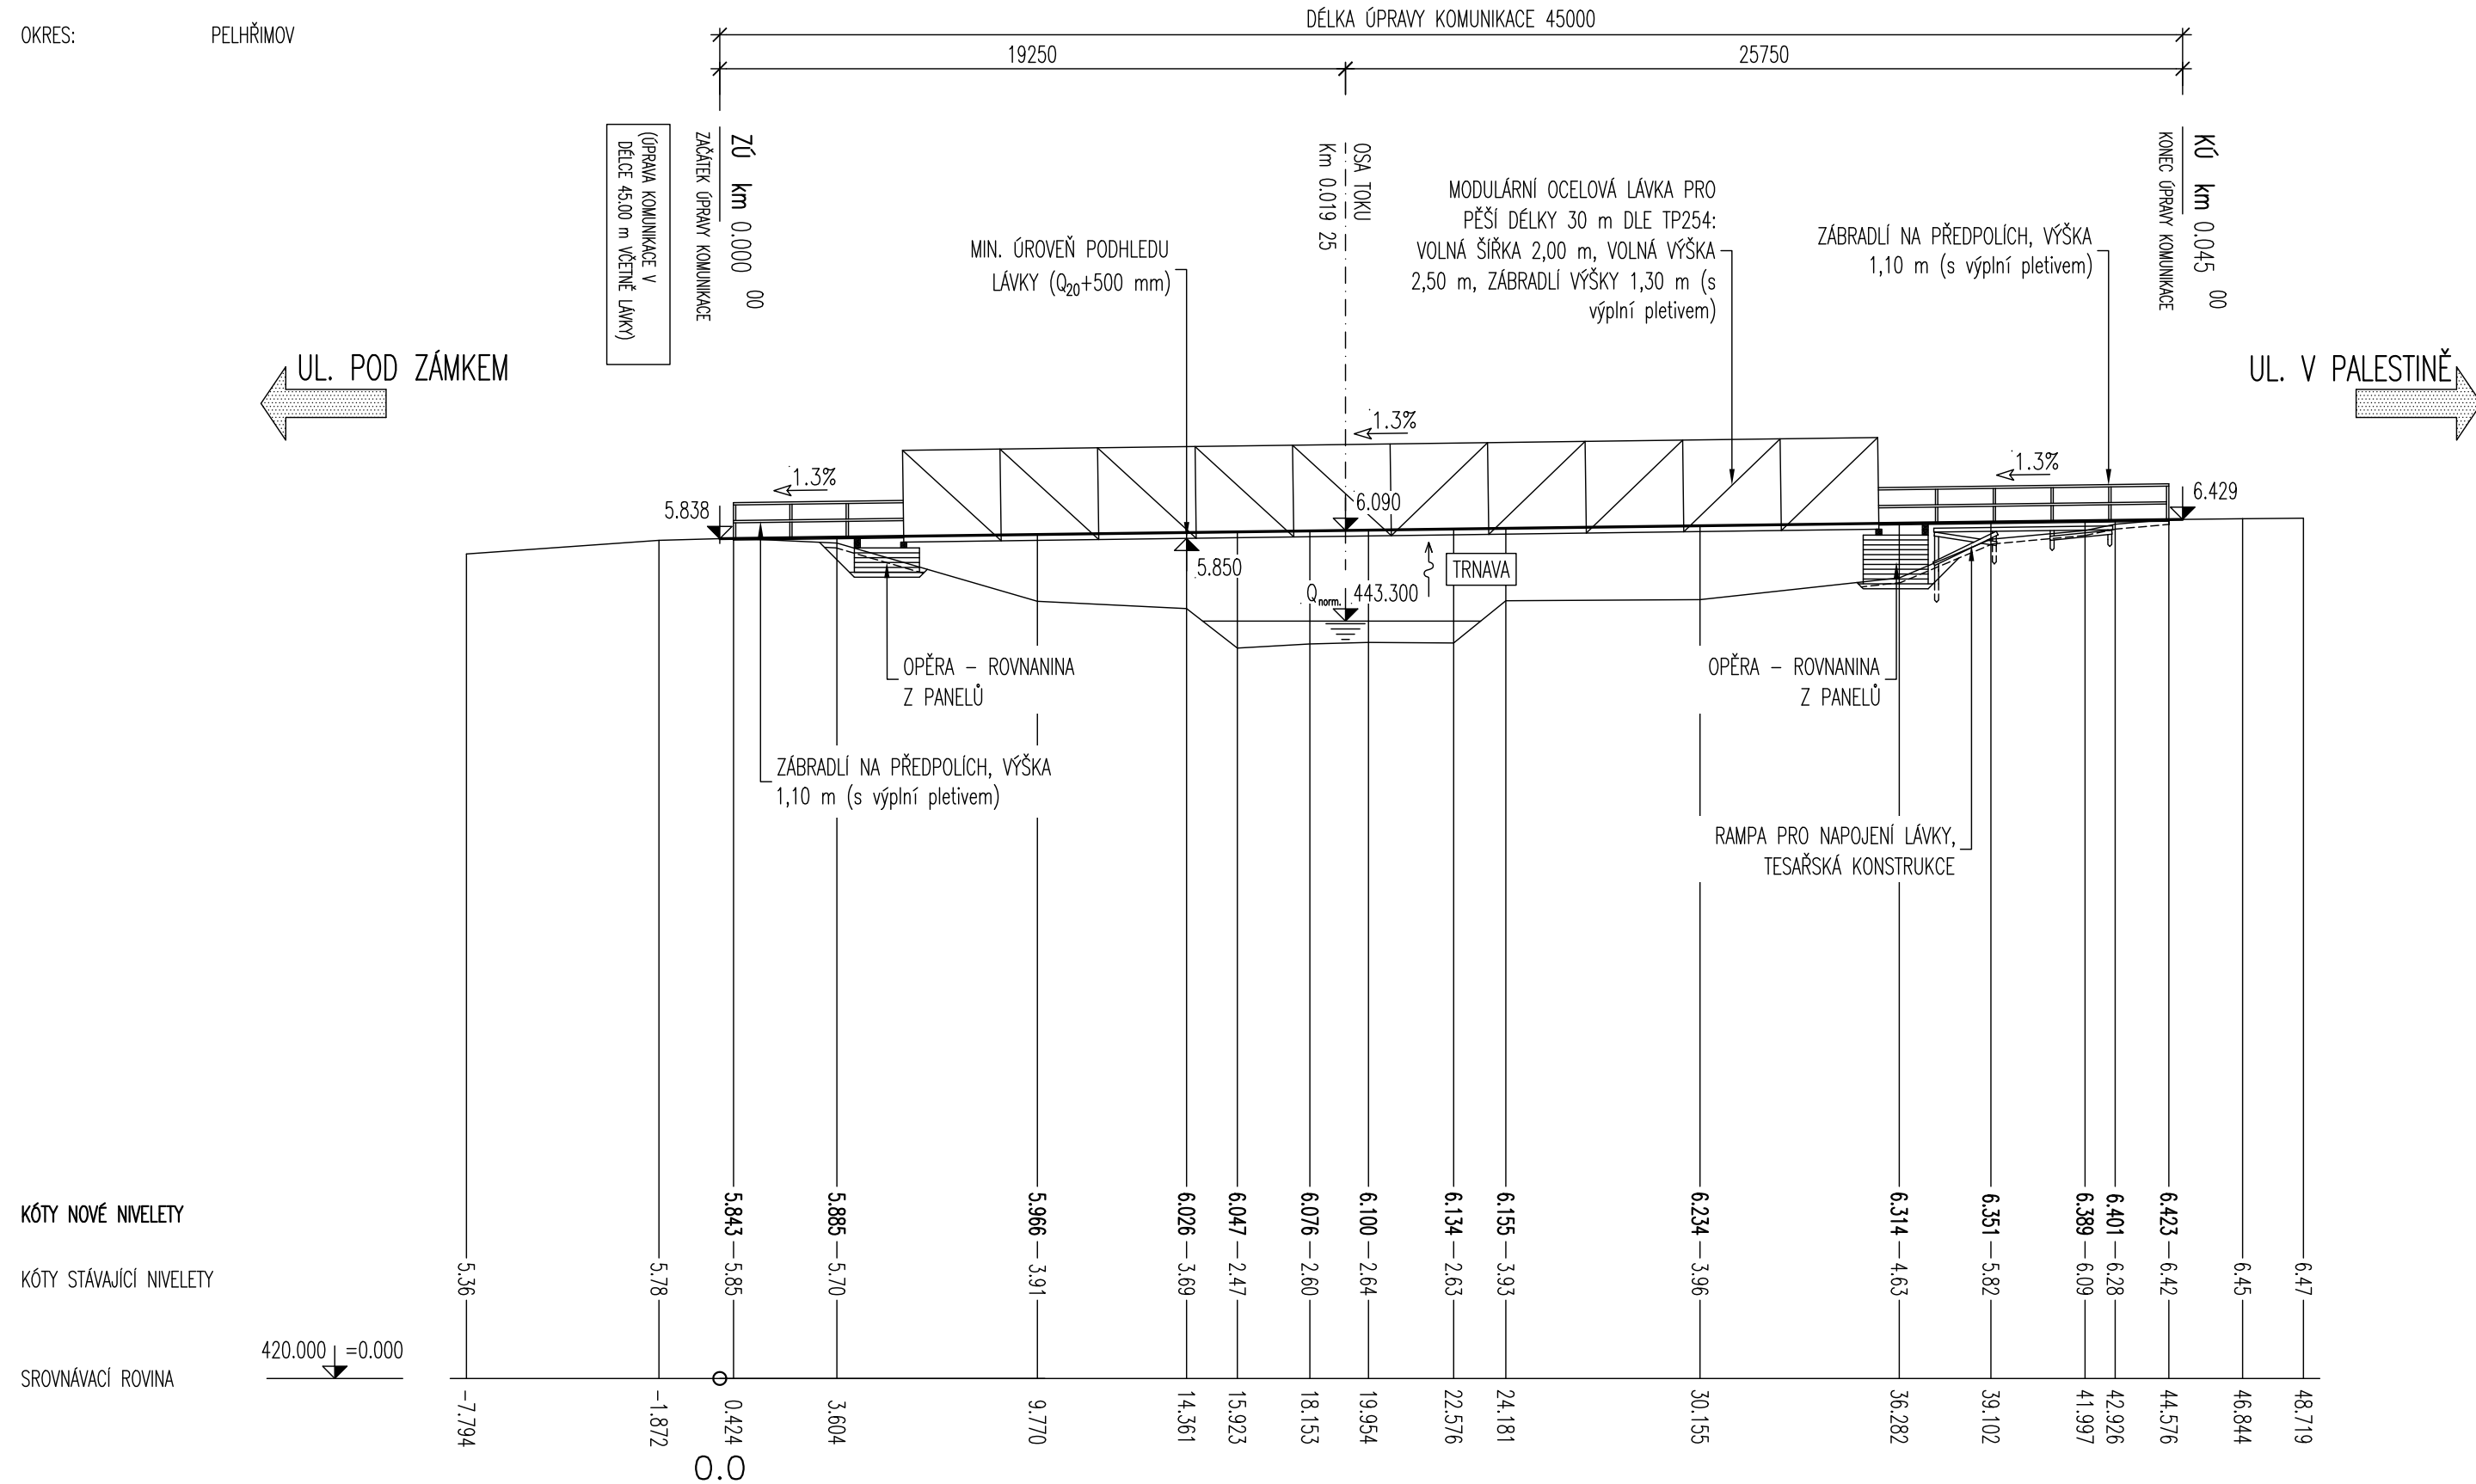 OKRES: PELHŘIMOV
DÉLKA ÚPRAVY KOMUNIKACE 45000
19250
25750
(ÚPRAVA KOMUNIKACE V
DÉLCE 45.00 m VČETNĚ LÁVKY)
ZAČÁTEK ÚPRAVY KOMUNIKACE
ZÚ km 0.000 00
OSA TOKU
Km 0.019 25
KONEC ÚPRAVY KOMUNIKACE
KÚ km 0.045 00
MIN. ÚROVEŇ PODHLEDU
LÁVKY (Q20+500 mm)
MODULÁRNÍ OCELOVÁ LÁVKA PRO
PĚŠÍ DÉLKY 30 m DLE TP254:
VOLNÁ ŠÍŘKA 2,00 m, VOLNÁ VÝŠKA
2,50 m, ZÁBRADLÍ VÝŠKY 1,30 m (s
výplní pletivem)
ZÁBRADLÍ NA PŘEDPOLÍCH, VÝŠKA
1,10 m (s výplní pletivem)
UL. POD ZÁMKEM
UL. V PALESTINĚ
1.3%
1.3%
1.3%
5.838
6.090
6.429
5.850
TRNAVA
Qnorm. 443.300
OPĚRA – ROVNANINA
Z PANELŮ
OPĚRA – ROVNANINA
Z PANELŮ
ZÁBRADLÍ NA PŘEDPOLÍCH, VÝŠKA
1,10 m (s výplní pletivem)
RAMPA PRO NAPOJENÍ LÁVKY,
TESAŘSKÁ KONSTRUKCE
KÓTY NOVÉ NIVELETY
5.843 5.885 5.966 6.026 6.047 6.076 6.100 6.134 6.155 6.234 6.314 6.351 6.389 6.401 6.423
KÓTY STÁVAJÍCÍ NIVELETY
5.36 5.78 5.85 5.70 3.91 3.69 2.47 2.60 2.64 2.63 3.93 3.96 4.63 5.82 6.09 6.28 6.42 6.45 6.47
420.000 =0.000
SROVNÁVACÍ ROVINA
-7.794 -1.872 0.424 3.604 9.770 14.361 15.923 18.153 19.954 22.576 24.181 30.155 36.282 39.102 41.997 42.926 44.576 46.844 48.719
0.0